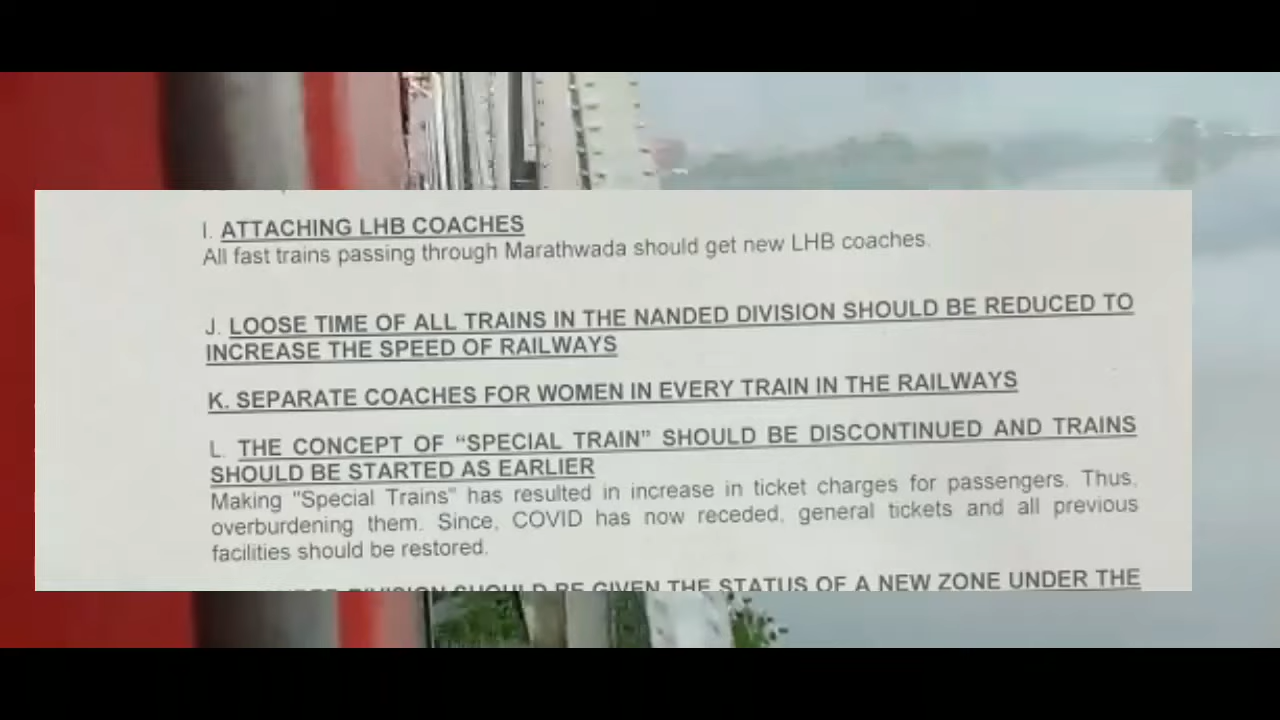 I. ATTACHING LHB COACHES
All fast trains passing through Marathwada should get new LHB coaches.
J. LOOSE TIME OF ALL TRAINS IN THE NANDED DIVISION SHOULD BE REDUCED TO
INCREASE THE SPEED OF RAILWAYS
K. SEPARATE COACHES FOR WOMEN IN EVERY TRAIN IN THE RAILWAYS
L. THE CONCEPT OF “SPECIAL TRAIN” SHOULD BE DISCONTINUED AND TRAINS
SHOULD BE STARTED AS EARLIER
Making "Special Trains" has resulted in increase in ticket charges for passengers. Thus,
overburdening them. Since, COVID has now receded, general tickets and all previous
facilities should be restored.
DIVISION SHOULD BE GIVEN THE STATUS OF A NEW ZONE UNDER THE